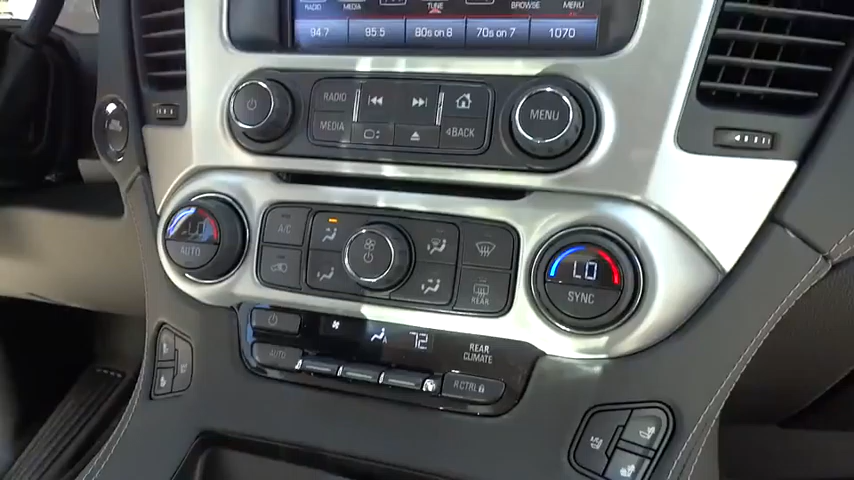 RADIO MEDIA TUNE BROWSE MENU
94.7 95.5 80s on 8 70s on 7 1070
RADIO
MEDIA
BACK
MENU
AUTO
A/C
REAR
LO
SYNC
72
AUTO
REAR
CLIMATE
R CTRL